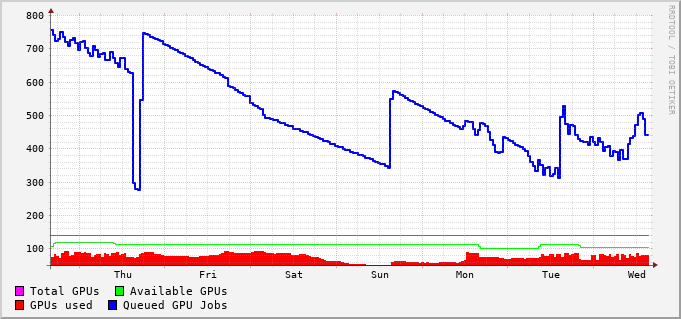 800
700
600
500
400
300
200
100
Thu Fri Sat Sun Mon Tue Wed
Total GPUs Available GPUs
GPUs used Queued GPU Jobs
RRDTOOL / TOBI OETIKER